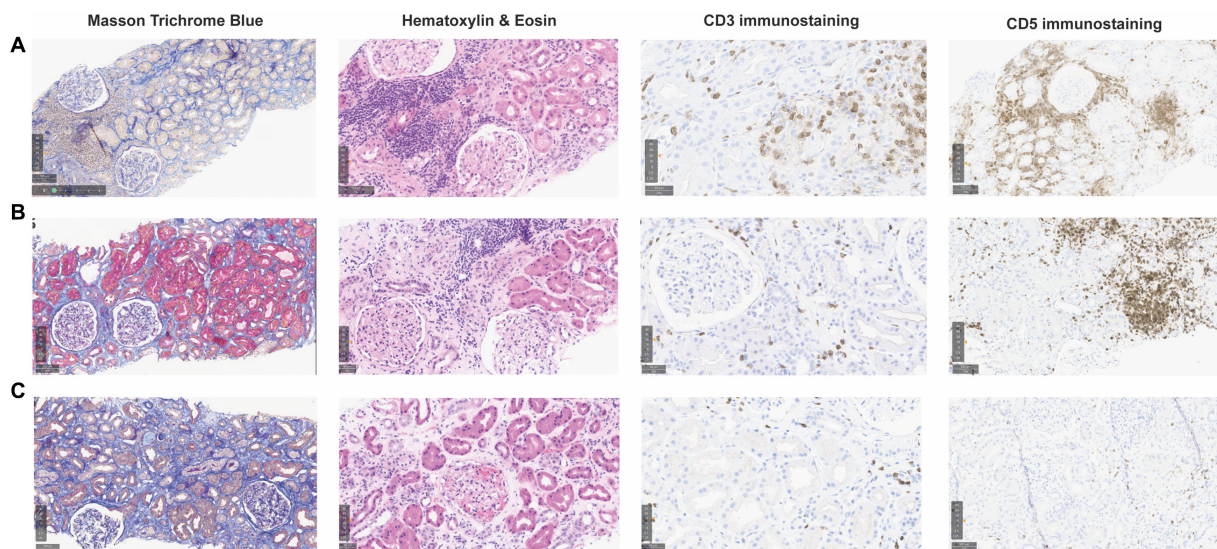 Masson Trichrome Blue
Hematoxylin & Eosin
CD3 immunostaining
CD5 immunostaining
A
B
C